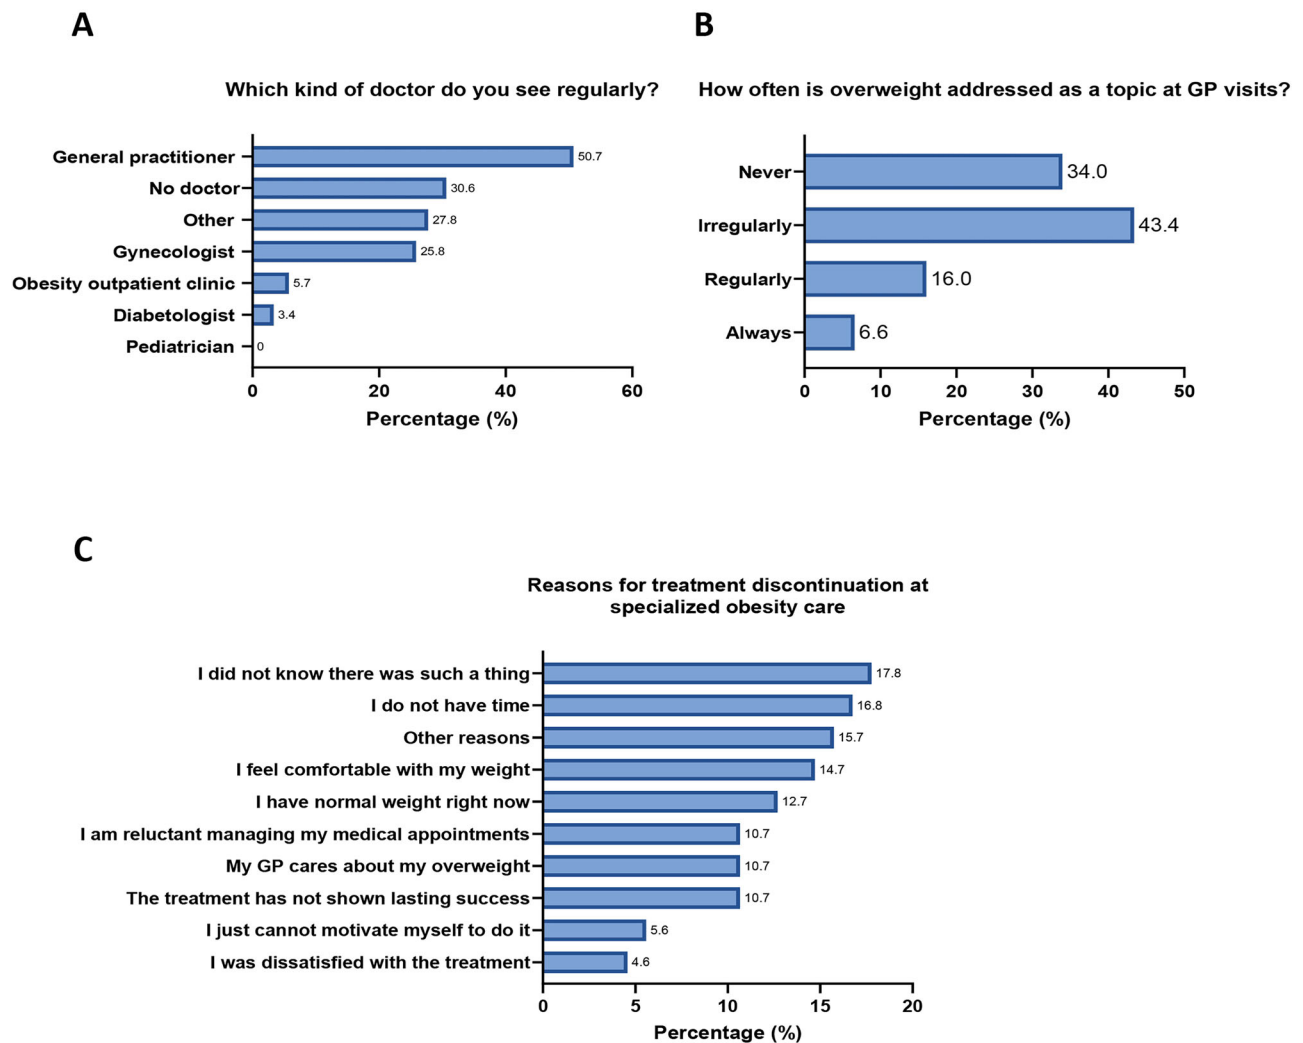 A
Which kind of doctor do you see regularly?
General practitioner 50.7
No doctor 30.6
Other 27.8
Gynecologist 25.8
Obesity outpatient clinic 5.7
Diabetologist 3.4
Pediatrician 0
0 20 40 60
Percentage (%)
B
How often is overweight addressed as a topic at GP visits?
Never 34.0
Irregularly 43.4
Regularly 16.0
Always 6.6
0 10 20 30 40 50
Percentage (%)
C
Reasons for treatment discontinuation at
specialized obesity care
I did not know there was such a thing 17.8
I do not have time 16.8
Other reasons 15.7
I feel comfortable with my weight 14.7
I have normal weight right now 12.7
I am reluctant managing my medical appointments 10.7
My GP cares about my overweight 10.7
The treatment has not shown lasting success 10.7
I just cannot motivate myself to do it 5.6
I was dissatisfied with the treatment 4.6
0 5 10 15 20
Percentage (%)